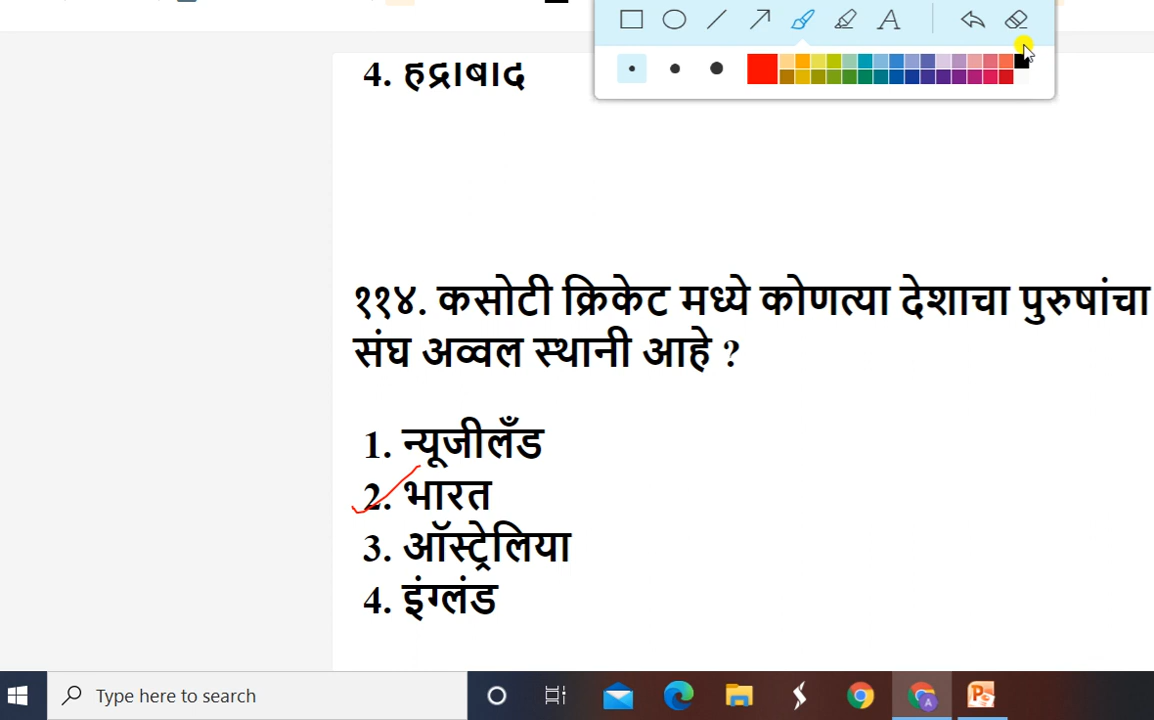 A
4. हद्राबाद
११४. कसोटी क्रिकेट मध्ये कोणत्या देशाचा पुरुषांचा
संघ अव्वल स्थानी आहे ?
1. न्यूजीलँड
2. भारत
3. ऑस्ट्रेलिया
4. इंग्लंड
Type here to search